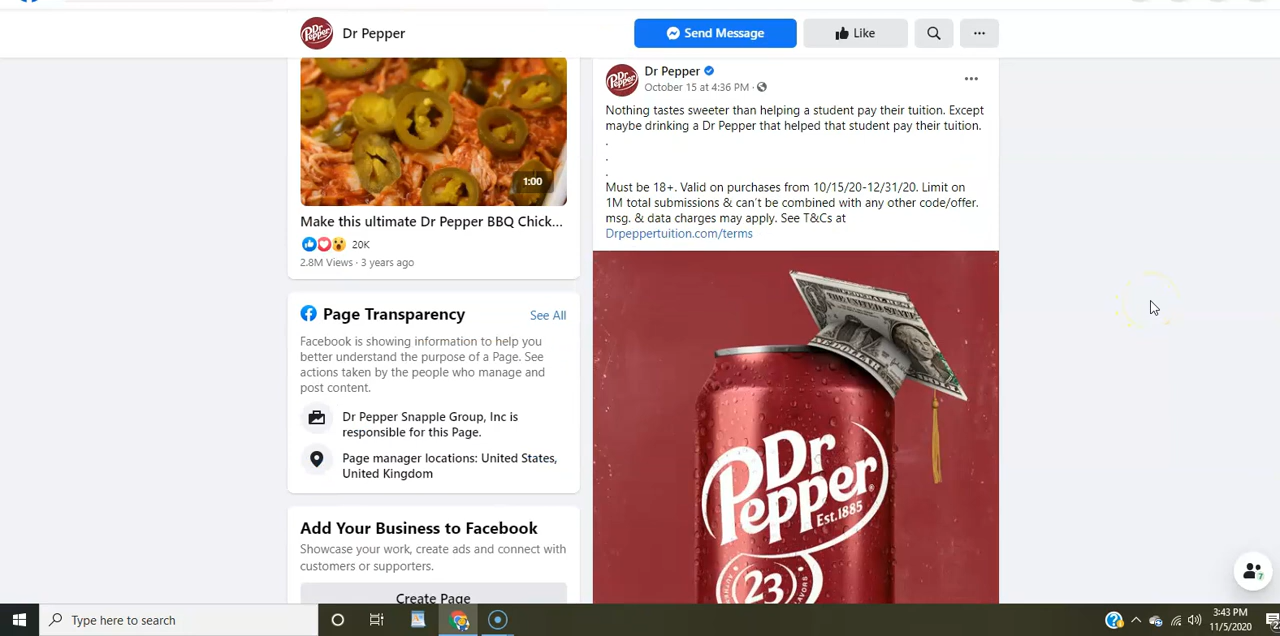 Dr Pepper
Dr Pepper
Send Message
Like
1:00
Make this ultimate Dr Pepper BBQ Chick...
20K
2.8M Views · 3 years ago
Page Transparency
See All
Facebook is showing information to help you
better understand the purpose of a Page. See
actions taken by the people who manage and
post content.
Dr Pepper Snapple Group, Inc is
responsible for this Page.
Page manager locations: United States,
United Kingdom
Add Your Business to Facebook
Showcase your work, create ads and connect with
customers or supporters.
Create Page
Dr Pepper
Dr Pepper
October 15 at 4:36 PM ·
Nothing tastes sweeter than helping a student pay their tuition. Except
maybe drinking a Dr Pepper that helped that student pay their tuition.
.
.
.
Must be 18+. Valid on purchases from 10/15/20-12/31/20. Limit on
1M total submissions & can't be combined with any other code/offer.
msg. & data charges may apply. See T&Cs at
Drpeppertuition.com/terms
THE UNITED STATES
Dr
Pepper
Est.1885
23
7
Type here to search
3:43 PM
11/5/2020